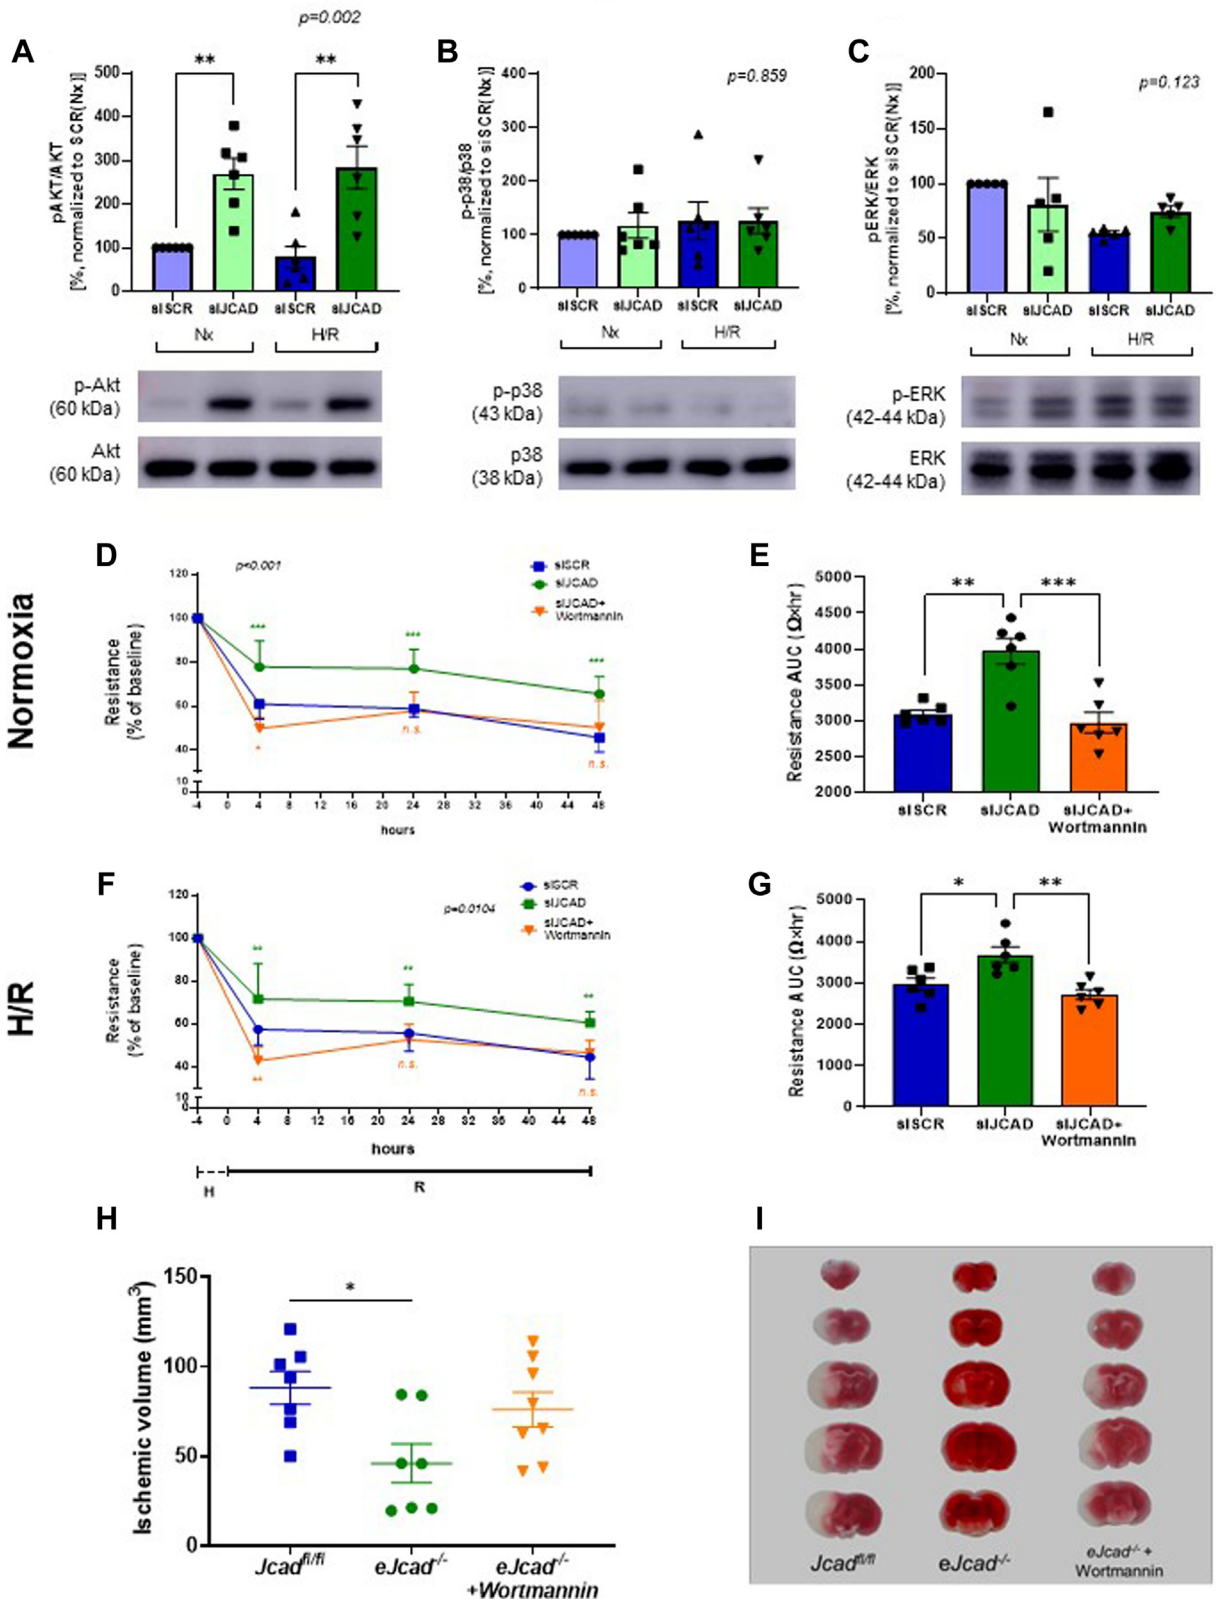 p=0.002
A
pAKT/AKT
[%, normalized to SCR(Nx)]
500
400
300
200
100
0
**
**
siSCR
siJCAD
siSCR
siJCAD
Nx
H/R
p-Akt
(60 kDa)
Akt
(60 kDa)
B
p-p38/p38
[%, normalized to siSCR(Nx)]
400
300
200
100
0
p=0.859
siSCR
siJCAD
siSCR
siJCAD
Nx
H/R
p-p38
(43 kDa)
p38
(38 kDa)
C
pERK/ERK
[%, normalized to siSCR(Nx)]
200
150
100
50
0
p=0.123
siSCR
siJCAD
siSCR
siJCAD
Nx
H/R
p-ERK
(42-44 kDa)
ERK
(42-44 kDa)
Normoxia
D
p<0.001
siSCR
siJCAD
siJCAD+
Wortmannin
Resistance
(% of baseline)
120
100
80
60
40
10
0
***
***
***
*
n.s.
n.s.
-4 0 4 8 12 16 20 24 28 32 36 40 44 48
hours
E
Resistance AUC (Ω×hr)
5000
4500
4000
3500
3000
2500
2000
**
***
siSCR
siJCAD
siJCAD+
Wortmannin
H/R
F
p=0.0104
siSCR
siJCAD
siJCAD+
Wortmannin
Resistance
(% of baseline)
120
100
80
60
40
10
0
**
**
**
**
n.s.
n.s.
-4 0 4 8 12 16 20 24 28 32 36 40 44 48
hours
H
R
G
Resistance AUC (Ω×hr)
5000
4000
3000
2000
1000
0
*
**
siSCR
siJCAD
siJCAD+
Wortmannin
H
Ischemic volume (mm³)
150
100
50
0
*
Jcad^fl/fl
eJcad^-/-
eJcad^-/-
+Wortmannin
I
Jcad^fl/fl
eJcad^-/-
eJcad^-/- +
Wortmannin